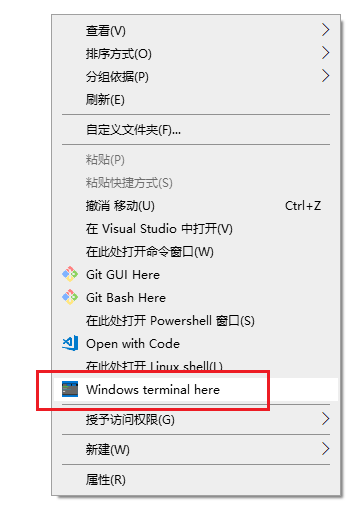 查看(V)
排序方式(O)
分组依据(P)
刷新(E)
自定义文件夹(F)...
粘贴(P)
粘贴快捷方式(S)
撤消 移动(U) Ctrl+Z
在 Visual Studio 中打开(V)
在此处打开命令窗口(W)
Git GUI Here
Git Bash Here
在此处打开 Powershell 窗口(S)
Open with Code
在此处打开 Linux shell(L)
Windows terminal here
授予访问权限(G)
新建(W)
属性(R)